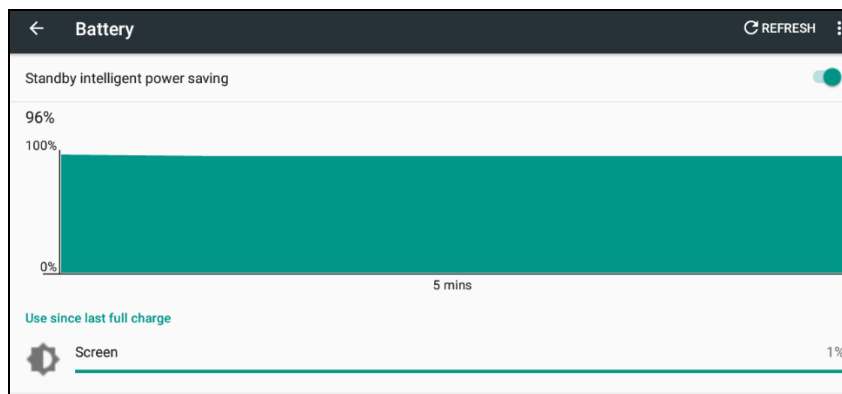 Battery
REFRESH
Standby intelligent power saving
96%
100%
0%
5 mins
Use since last full charge
Screen
1%